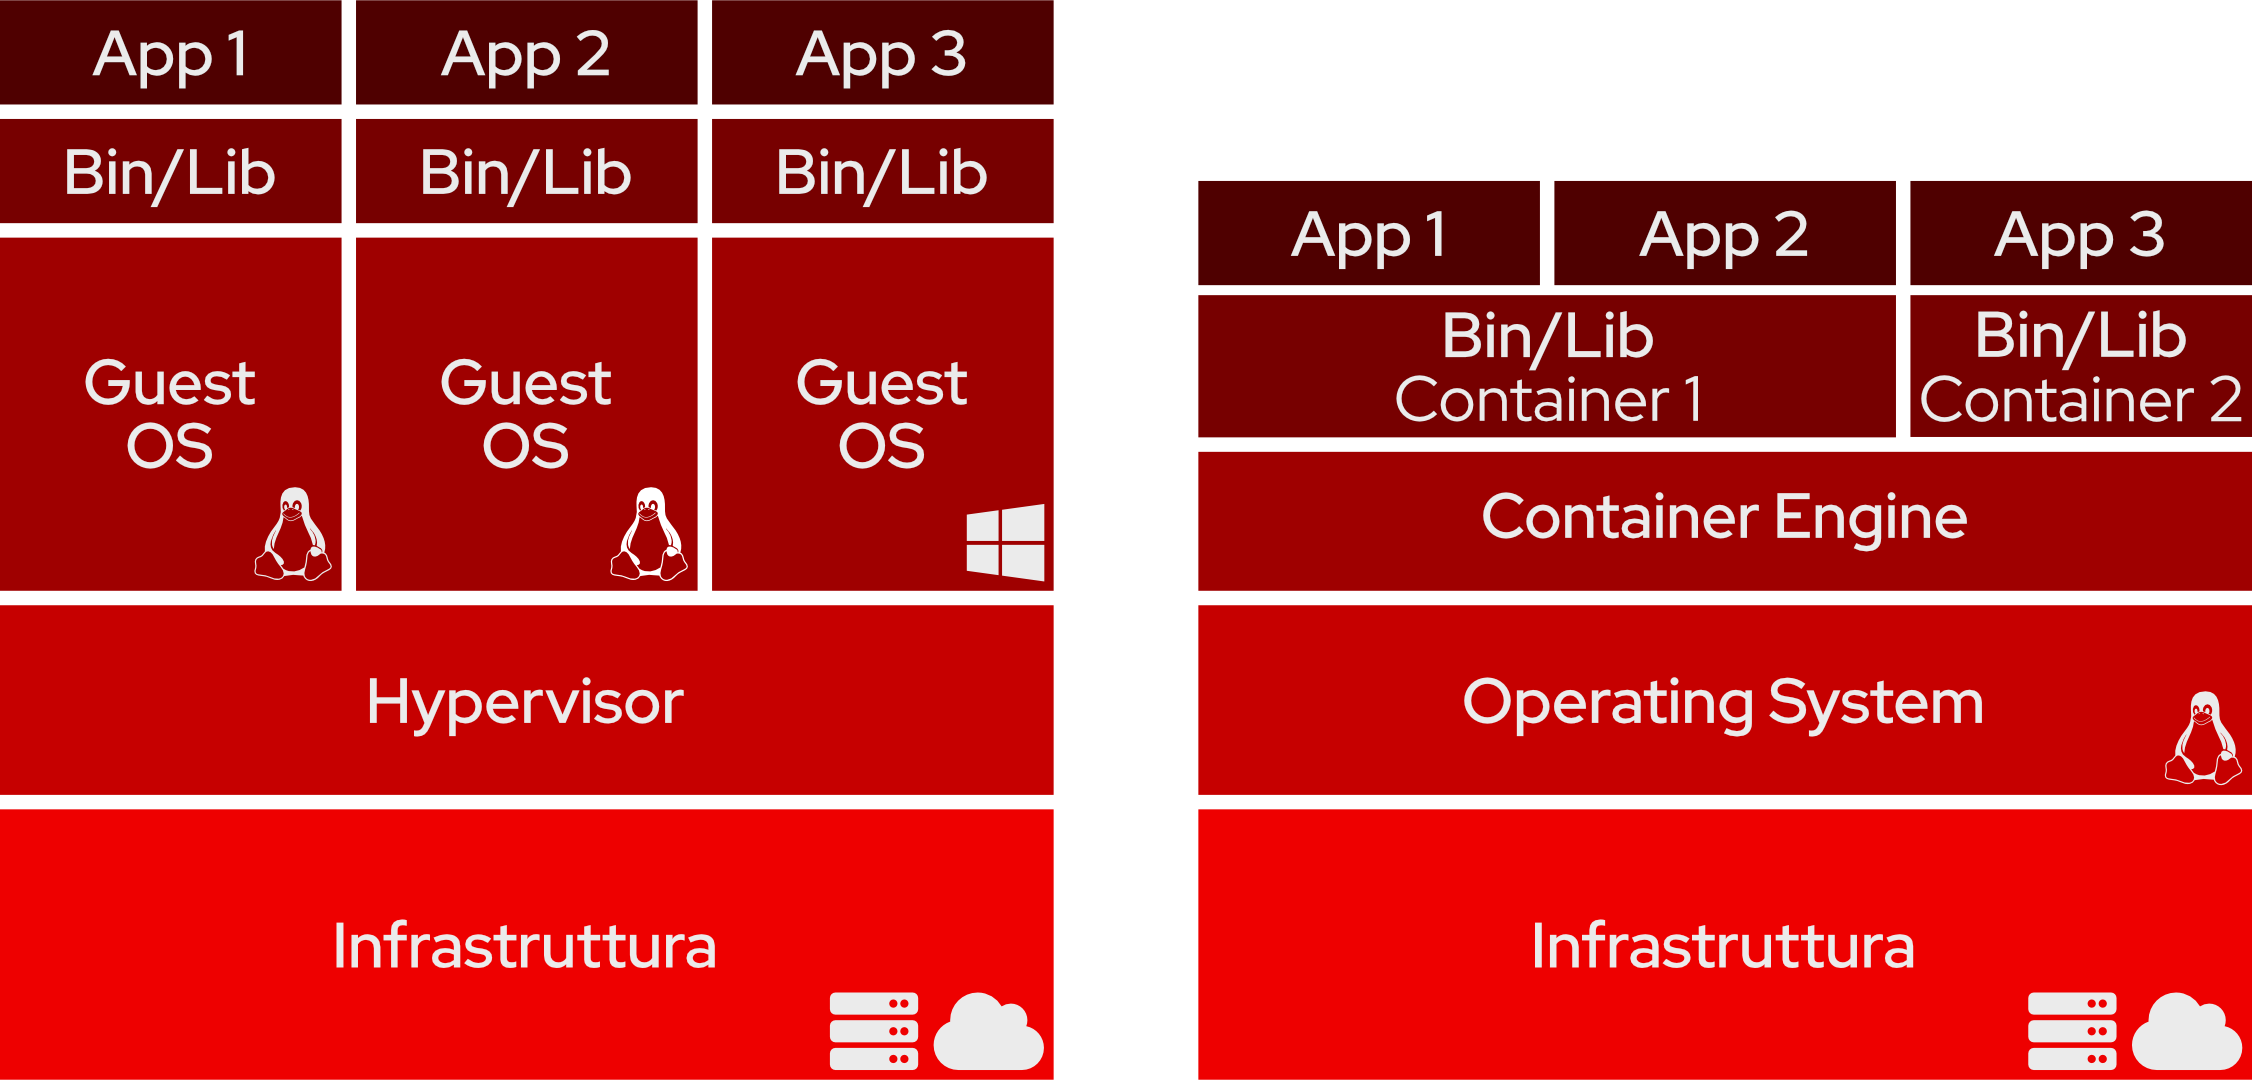 App 1
App 2
App 3
Bin/Lib
Bin/Lib
Bin/Lib
Guest
OS
Guest
OS
Guest
OS
Hypervisor
Infrastruttura
App 1
App 2
App 3
Bin/Lib
Container 1
Bin/Lib
Container 2
Container Engine
Operating System
Infrastruttura